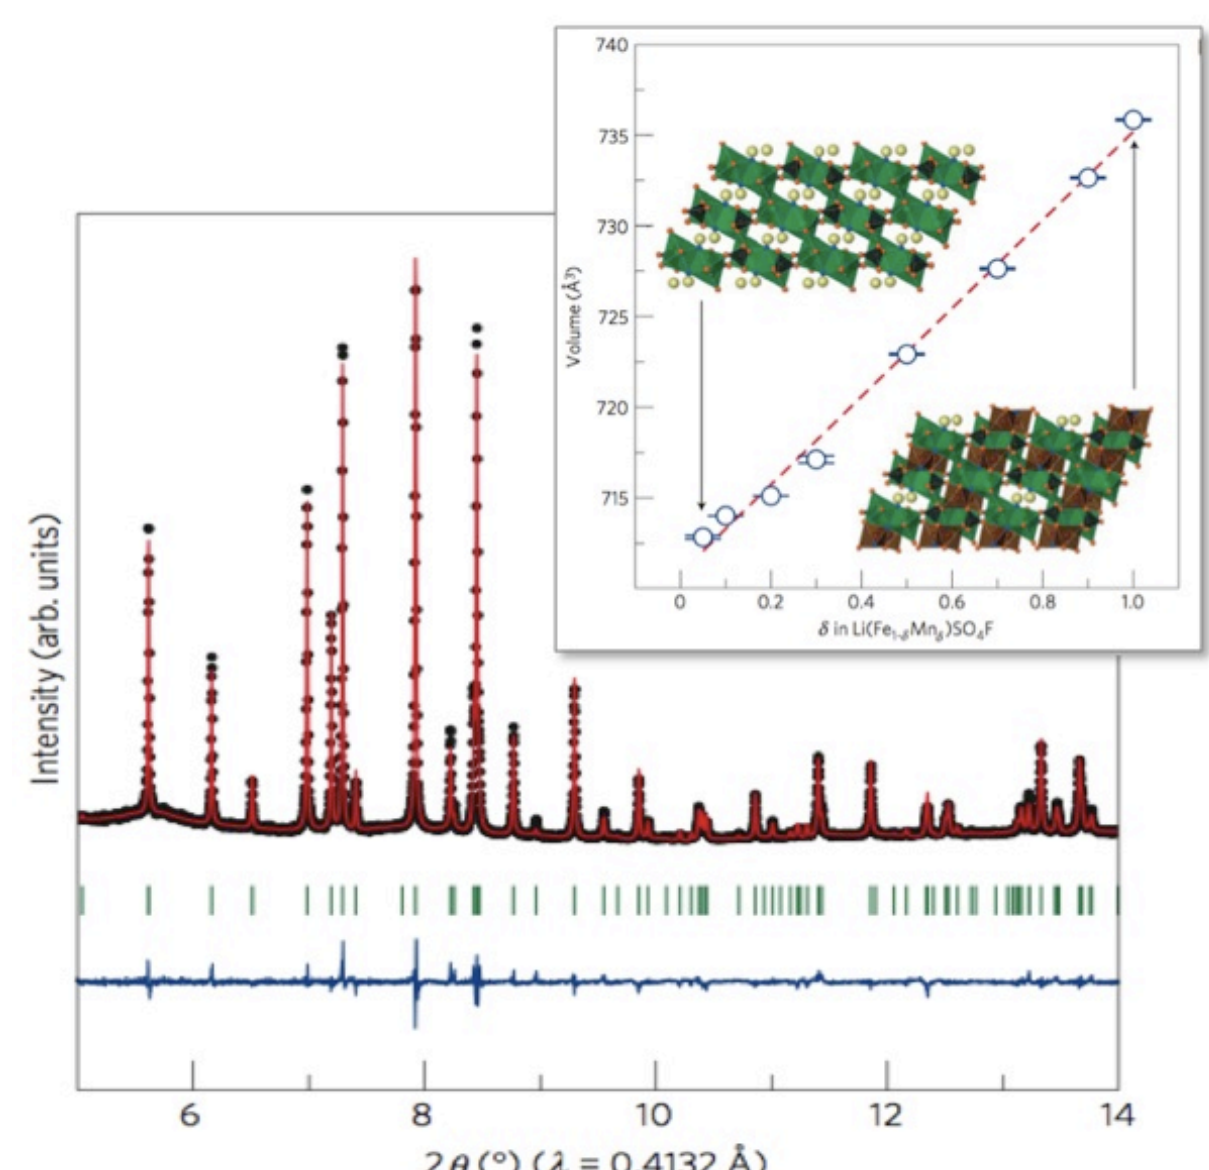 740
735
730
725
720
715
Volume (Å³)
0 0.2 0.4 0.6 0.8 1.0
δ in Li(Fe₁₋δMnδ)SO₄F
Intensity (arb. units)
6 8 10 12 14
2θ (°) (λ = 0.4132 Å)